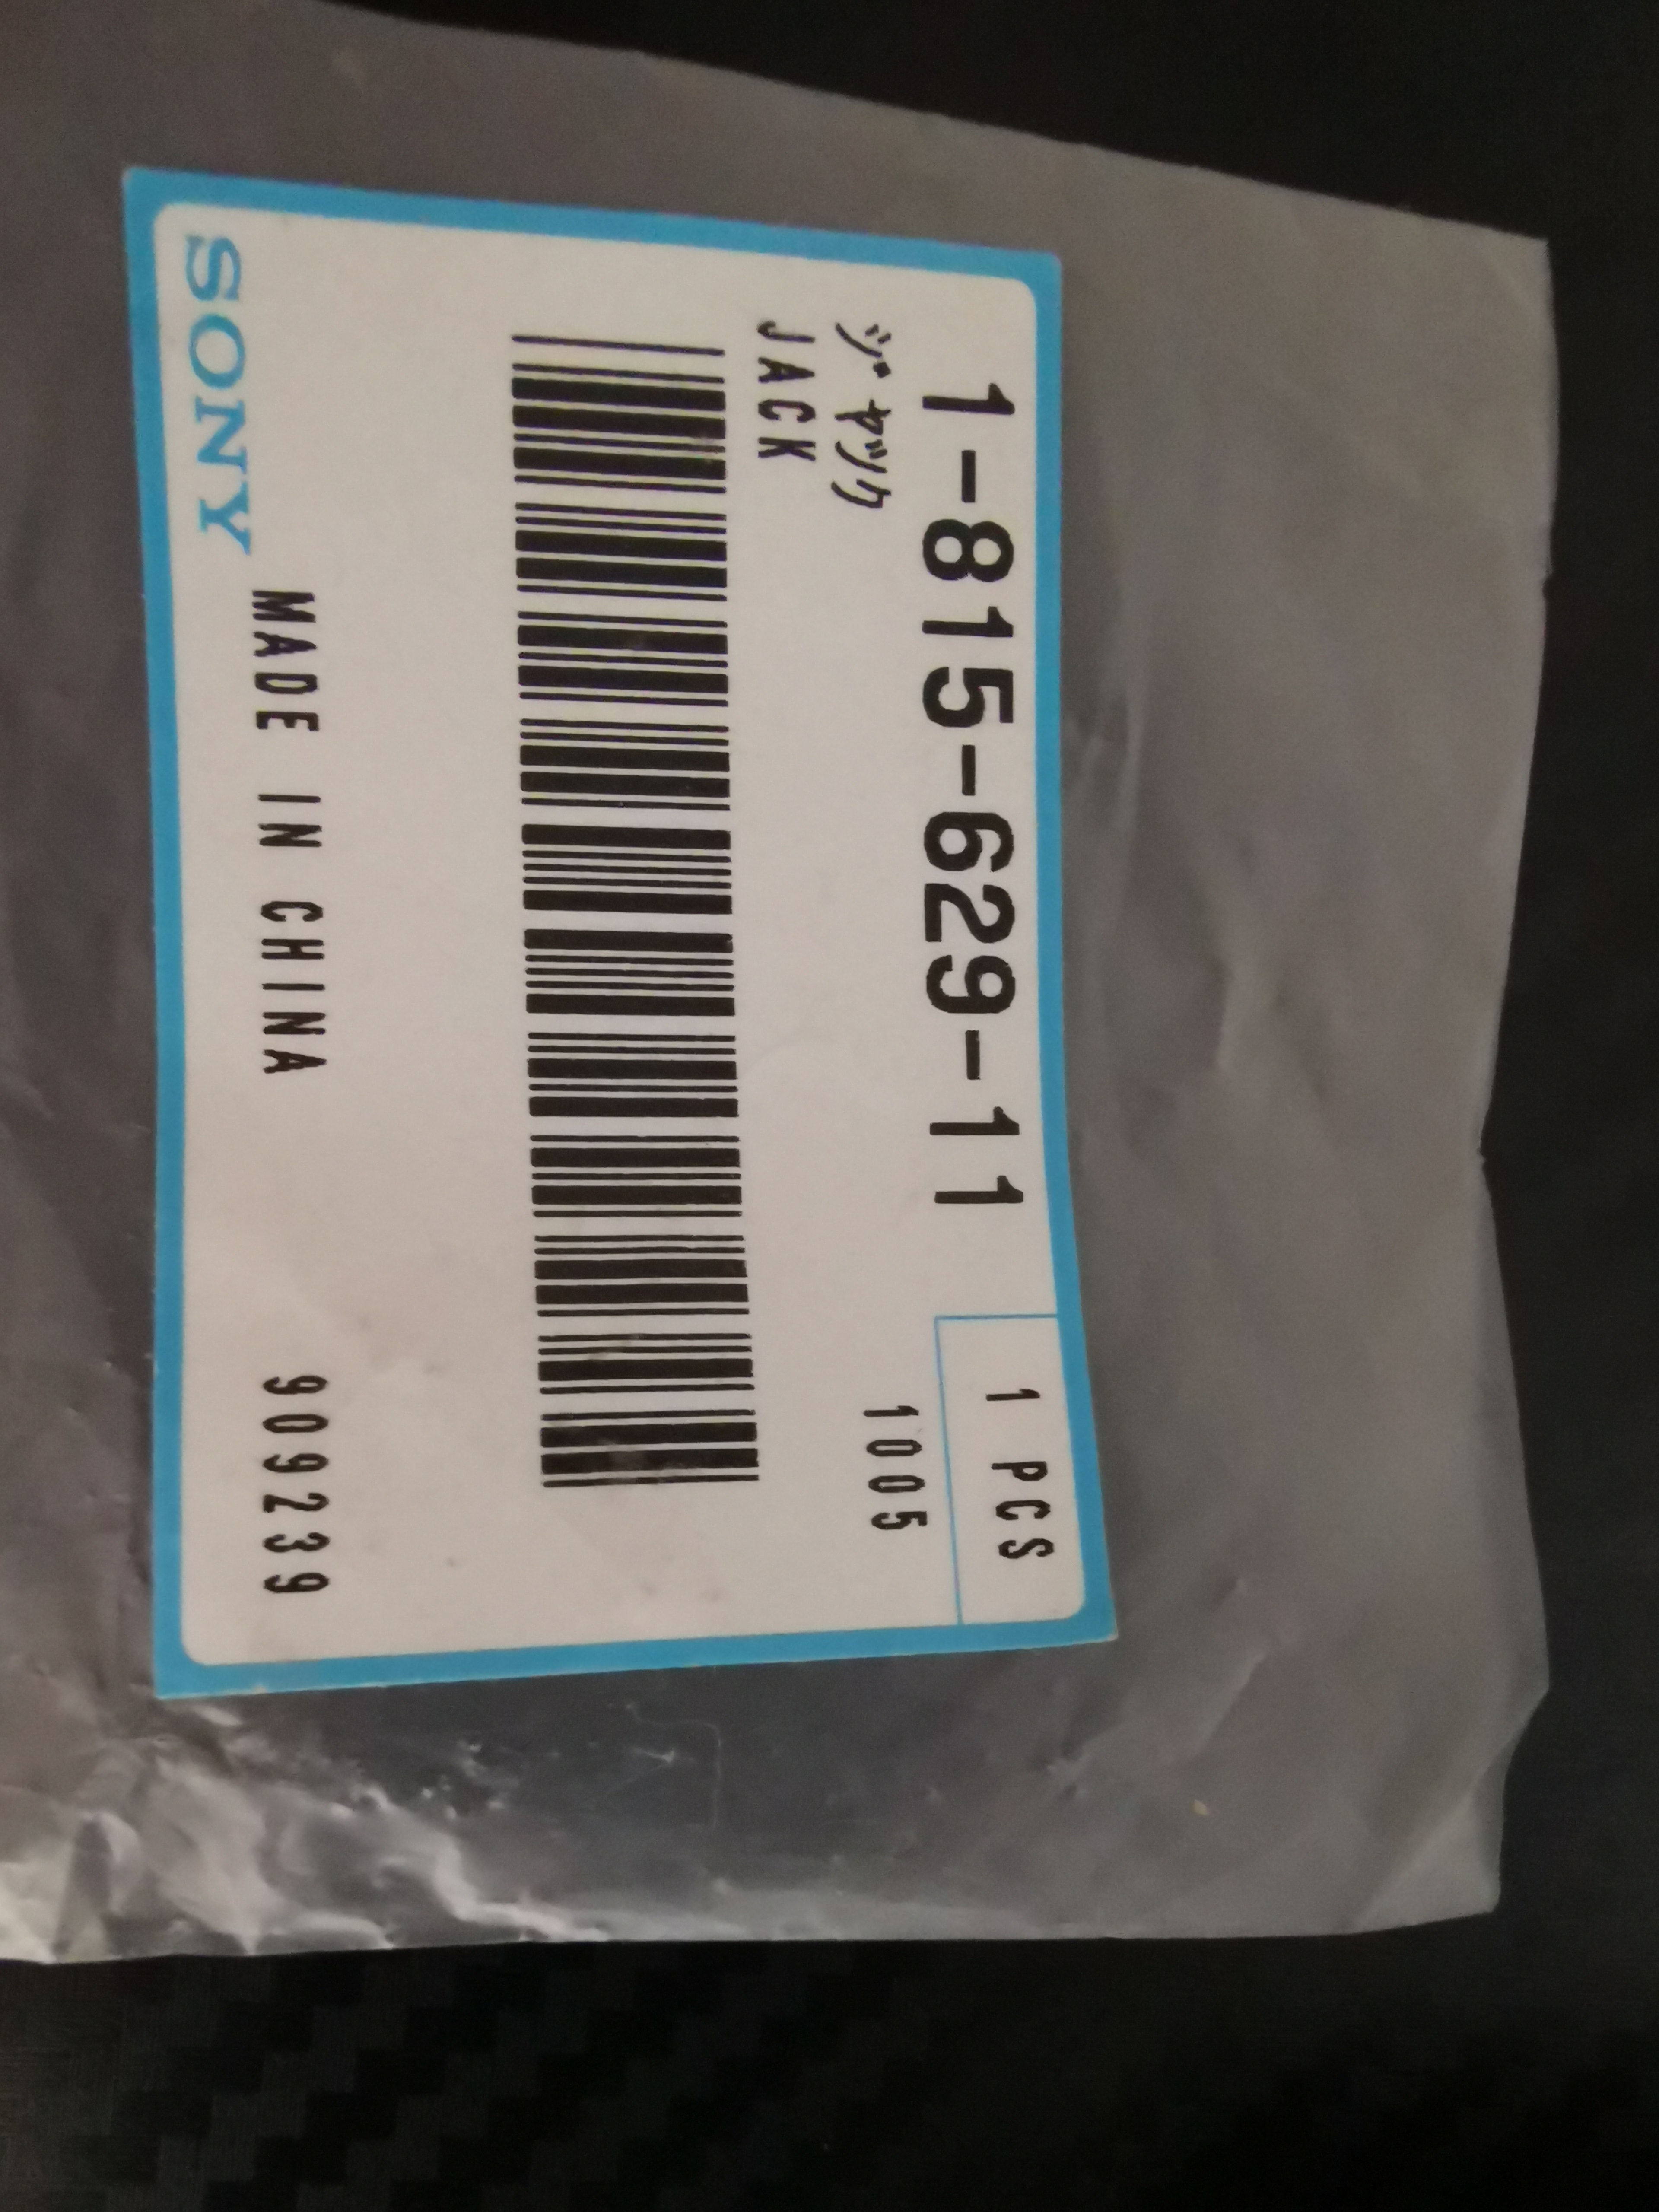 1-815-629-11
1 PCS
ジャック
1005
JACK
SONY
MADE IN CHINA
909239